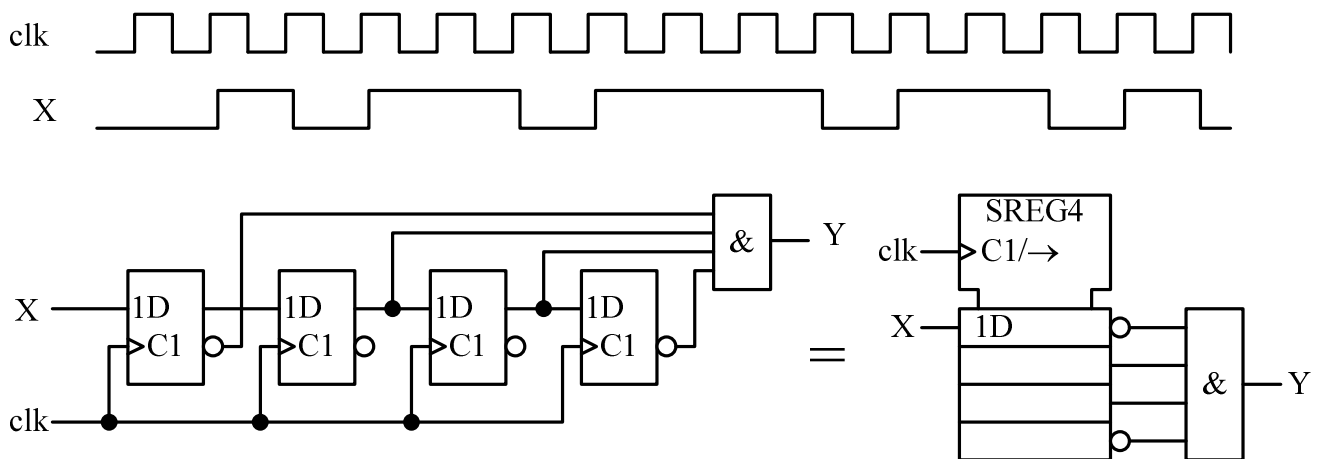 clk
X
SREG4
& Y
clk C1/→
X 1D 1D 1D 1D
C1 C1 C1 C1
X 1D
=
& Y
clk